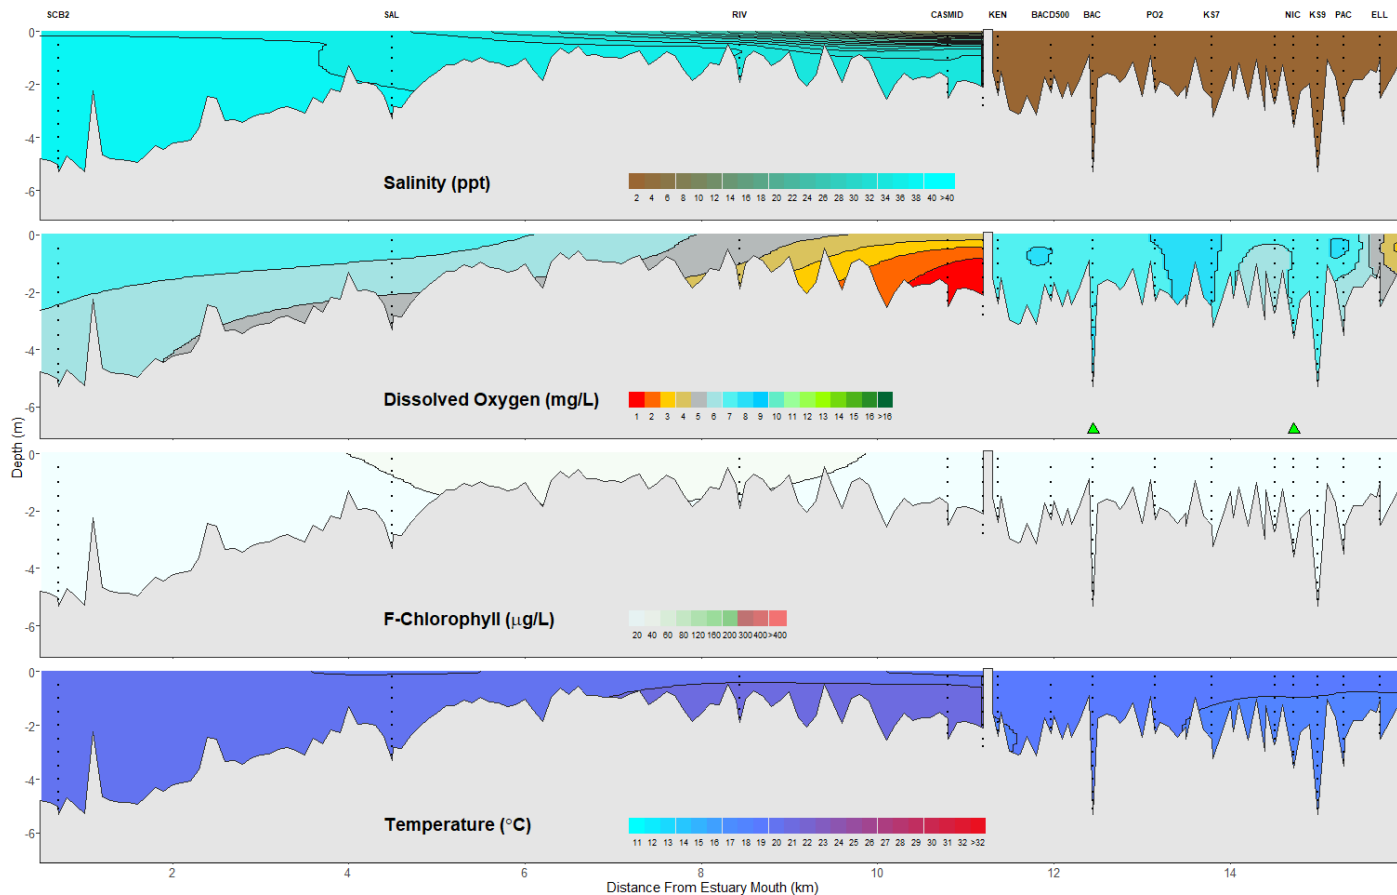 SCB2 SAL RIV CASMID KEN BACD500 BAC PO2 KS7 NIC KS9 PAC ELL
0
-2
-4
-6
Salinity (ppt)
2 4 6 8 10 12 14 16 18 20 22 24 26 28 30 32 34 36 38 40 >40
0
-2
-4
-6
Dissolved Oxygen (mg/L)
1 2 3 4 5 6 7 8 9 10 11 12 13 14 15 16 >16
Depth (m)
0
-2
-4
-6
F-Chlorophyll (μg/L)
20 40 60 80 120 160 200 300 400 >400
0
-2
-4
-6
Temperature (°C)
11 12 13 14 15 16 17 18 19 20 21 22 23 24 25 26 27 28 29 30 31 32 >32
2 4 6 8 10 12 14
Distance From Estuary Mouth (km)